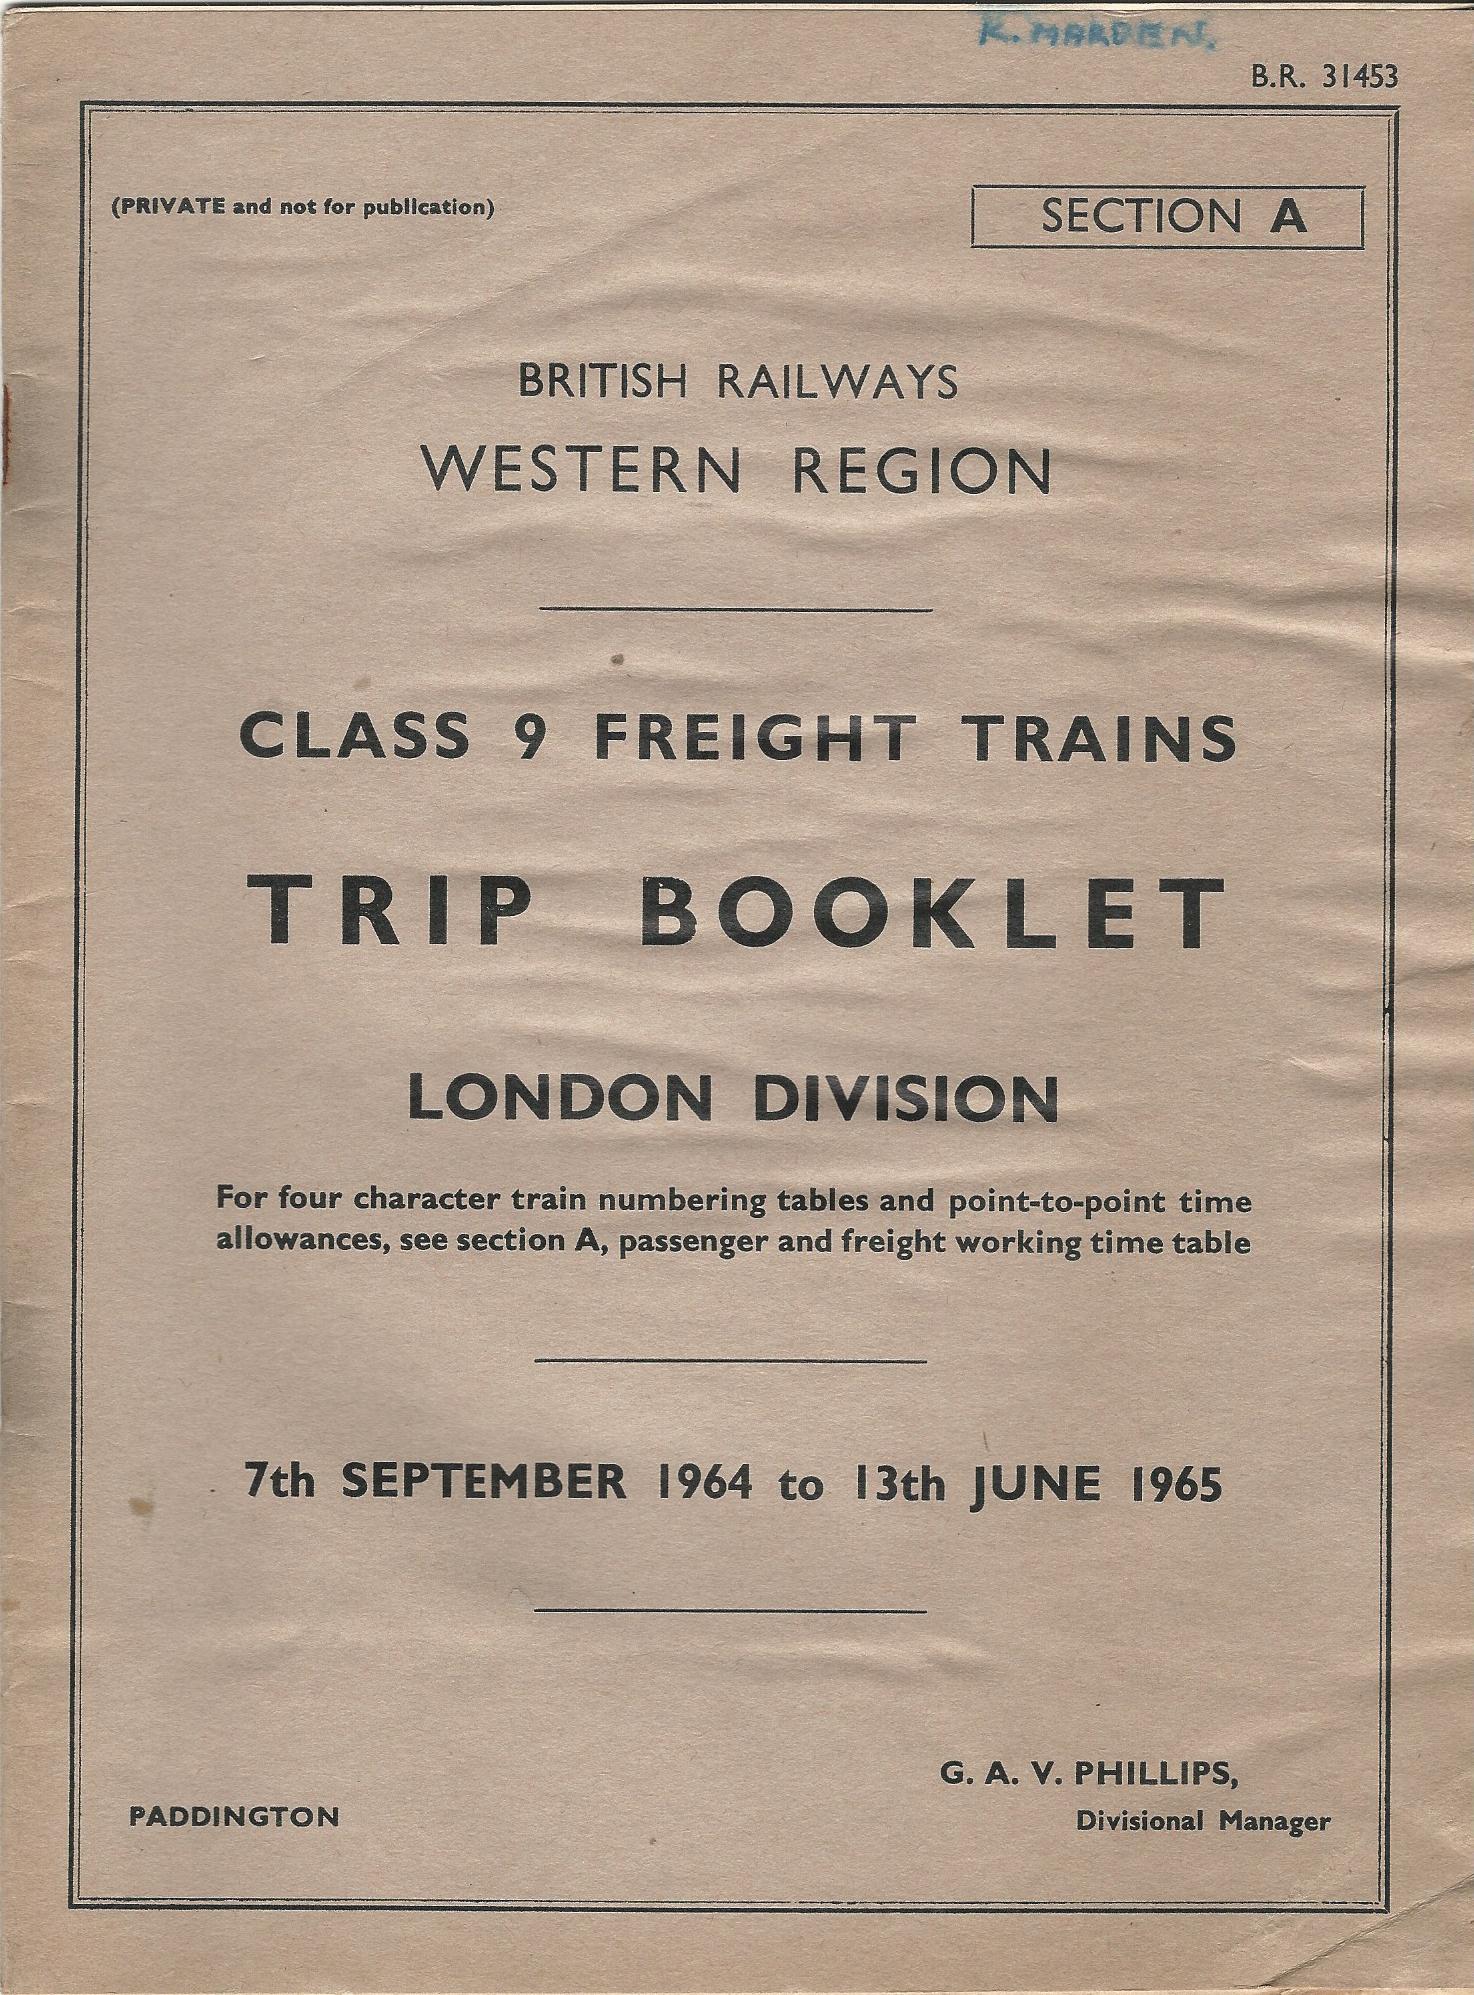 K. MARDEN.
B.R. 31453
(PRIVATE and not for publication)
SECTION A
BRITISH RAILWAYS
WESTERN REGION
CLASS 9 FREIGHT TRAINS
TRIP BOOKLET
LONDON DIVISION
For four character train numbering tables and point-to-point time
allowances, see section A, passenger and freight working time table
7th SEPTEMBER 1964 to 13th JUNE 1965
G. A. V. PHILLIPS,
PADDINGTON
Divisional Manager